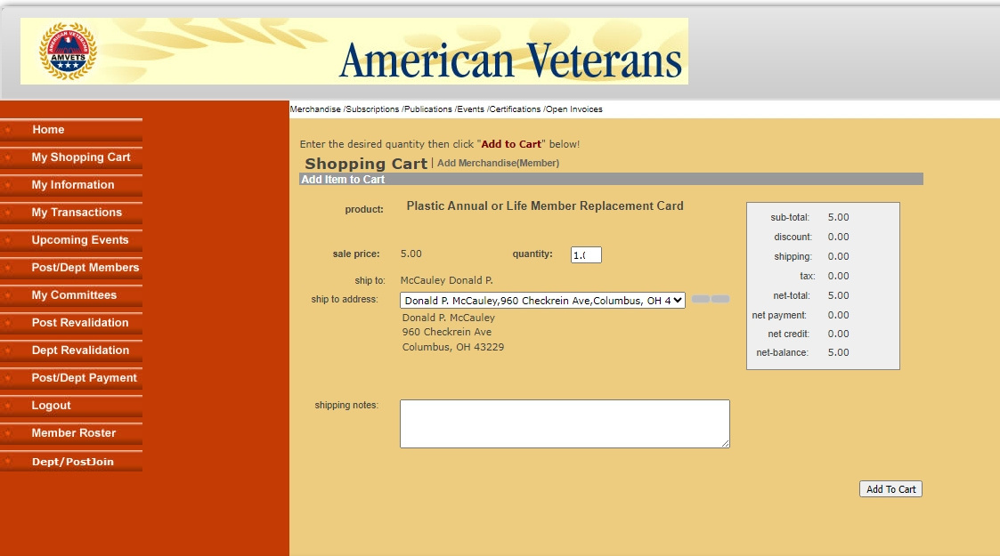 AMERICAN VETERANS
AMVETS
American Veterans
Merchandise /Subscriptions /Publications /Events /Certifications /Open Invoices
Home
My Shopping Cart
My Information
My Transactions
Upcoming Events
Post/Dept Members
My Committees
Post Revalidation
Dept Revalidation
Post/Dept Payment
Logout
Member Roster
Dept/PostJoin
Enter the desired quantity then click "Add to Cart" below!
Shopping Cart | Add Merchandise(Member)
Add Item to Cart
product: Plastic Annual or Life Member Replacement Card
sale price: 5.00 quantity: 1.0
ship to: McCauley Donald P.
ship to address: Donald P. McCauley,960 Checkrein Ave,Columbus, OH 4
Donald P. McCauley
960 Checkrein Ave
Columbus, OH 43229
shipping notes:
sub-total: 5.00
discount: 0.00
shipping: 0.00
tax: 0.00
net-total: 5.00
net payment: 0.00
net credit: 0.00
net-balance: 5.00
Add To Cart